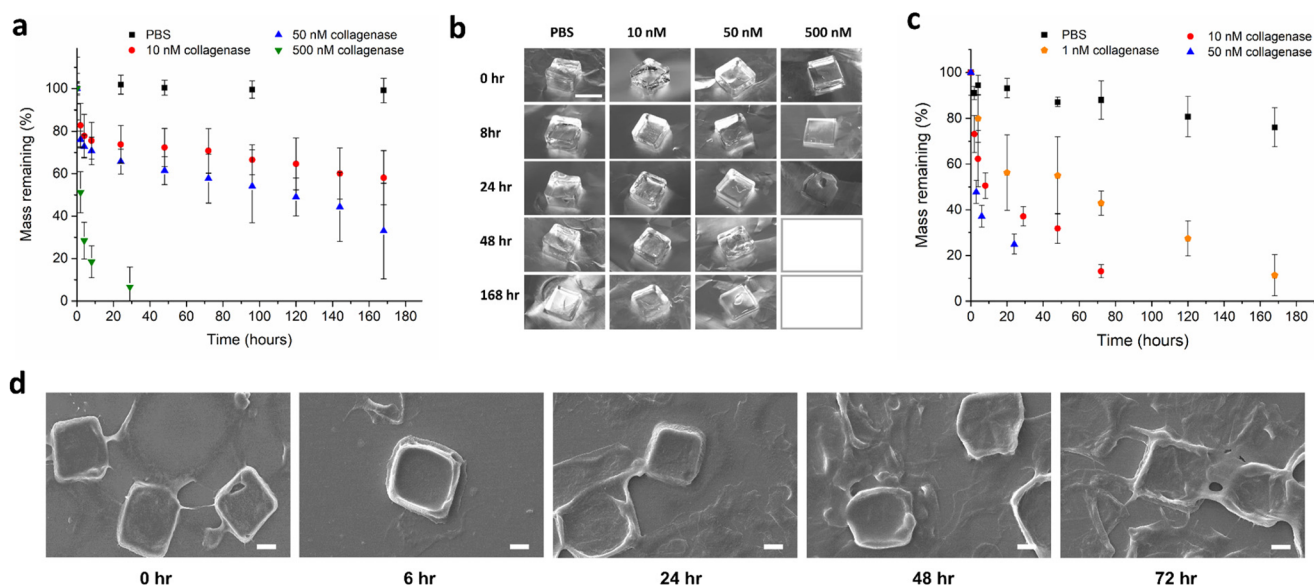 a
PBS
10 nM collagenase
50 nM collagenase
500 nM collagenase
Mass remaining (%)
100
80
60
40
20
0
0 20 40 60 80 100 120 140 160 180
Time (hours)
b
PBS 10 nM 50 nM 500 nM
0 hr
8hr
24 hr
48 hr
168 hr
c
PBS
1 nM collagenase
10 nM collagenase
50 nM collagenase
Mass remaining (%)
100
80
60
40
20
0
0 20 40 60 80 100 120 140 160 180
Time (hours)
d
0 hr 6 hr 24 hr 48 hr 72 hr